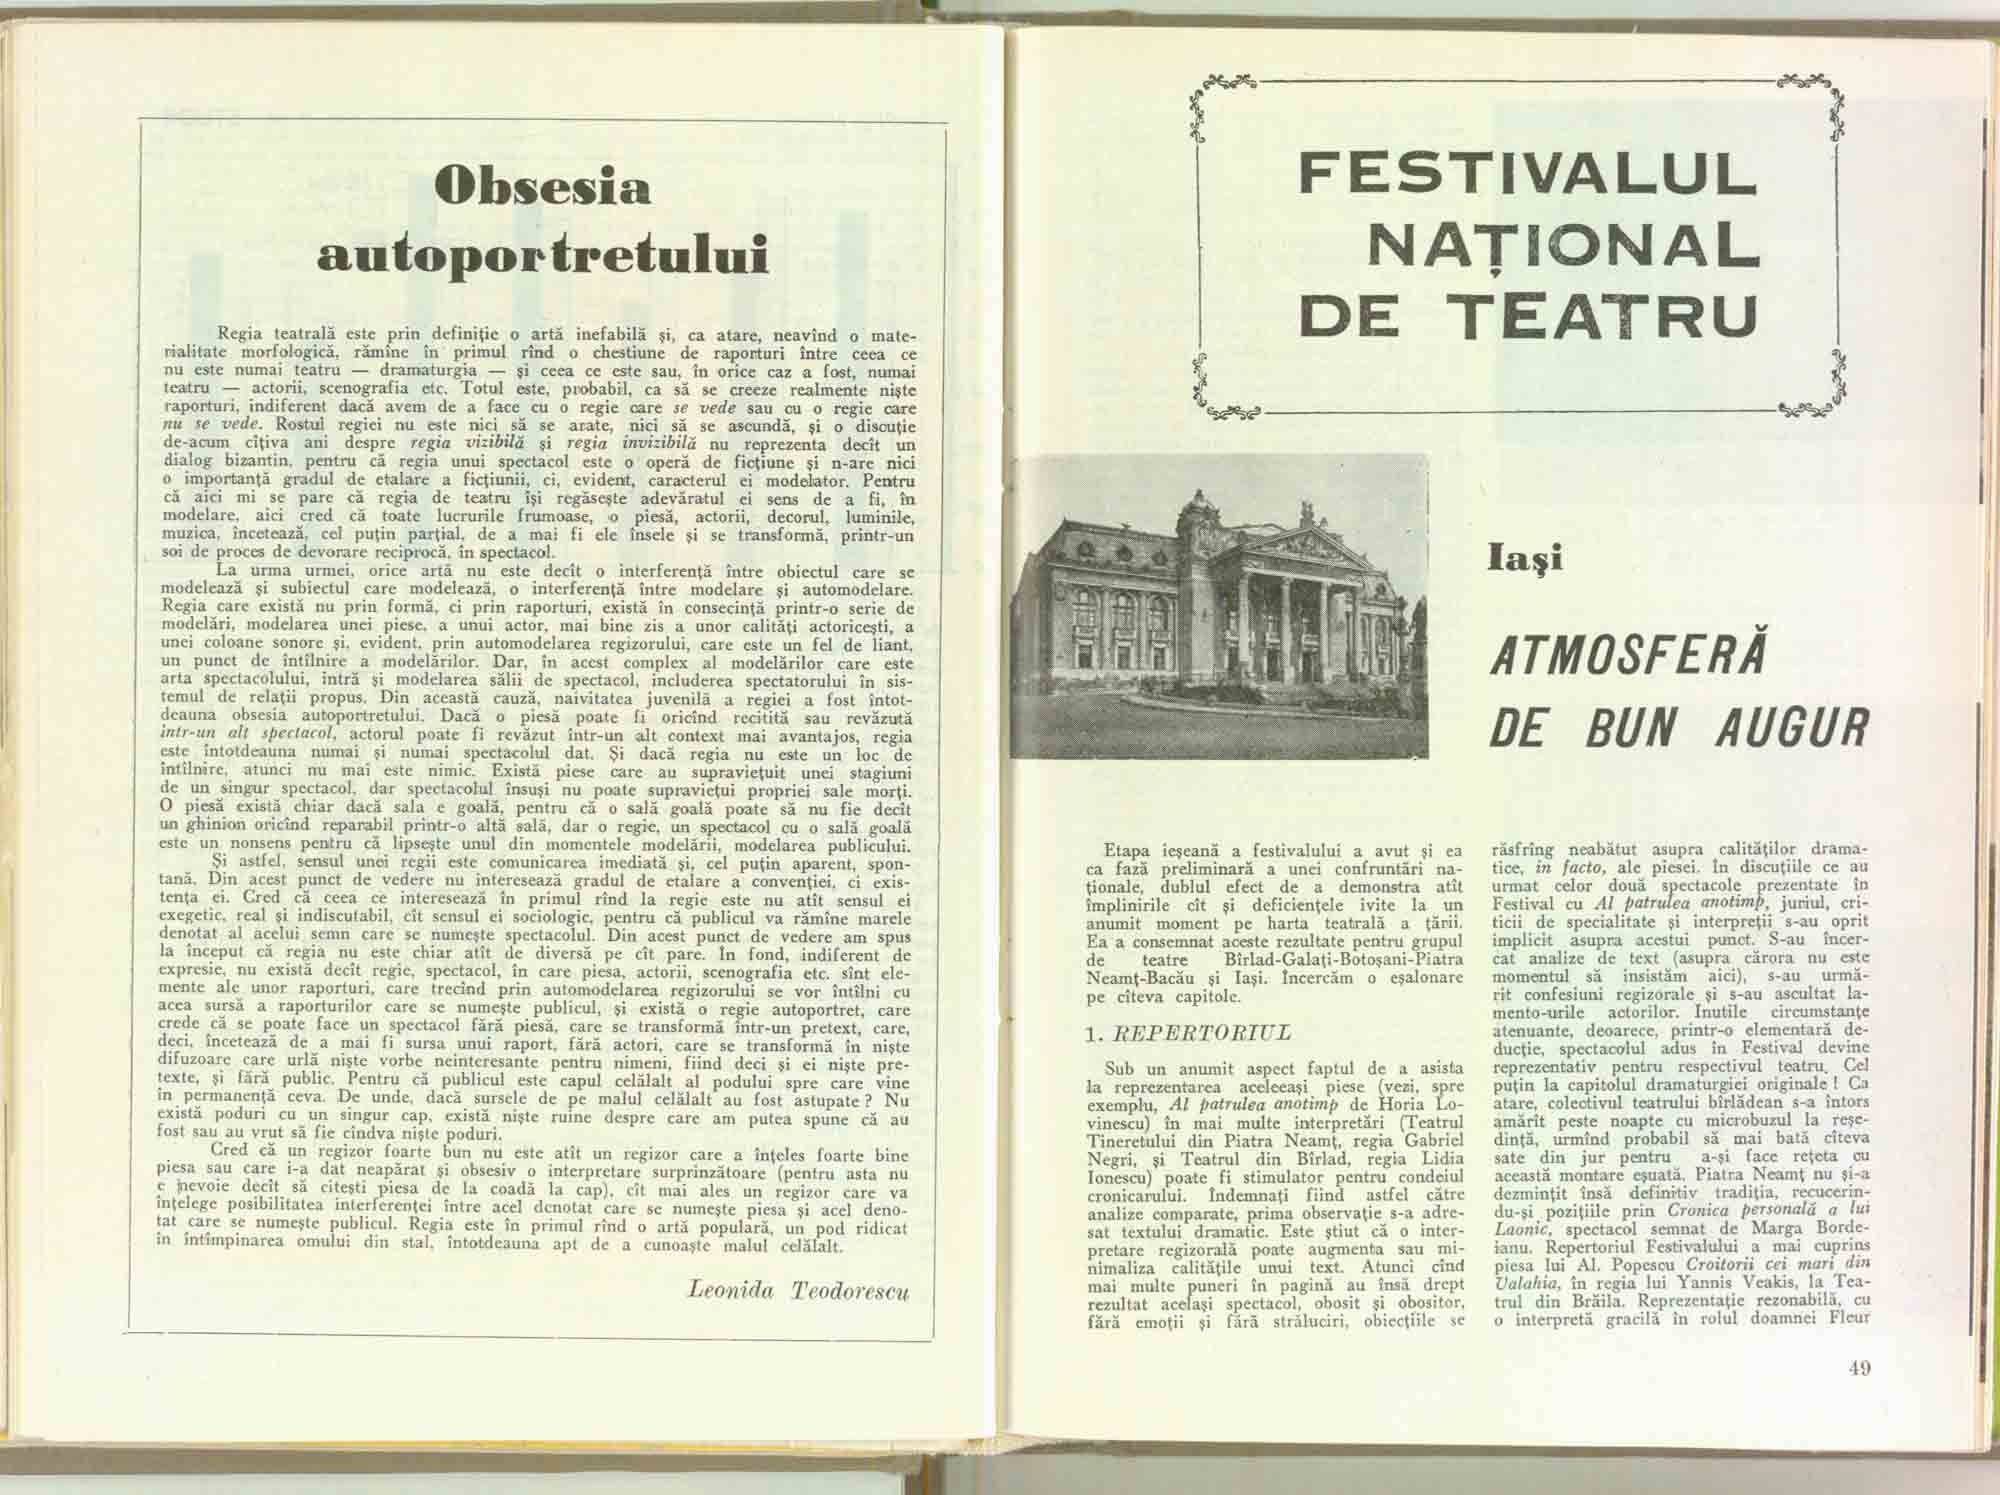 Obsesia
autoportretului
Regia teatrală este prin definiție o artă inefabilă și, ca atare, neavînd o mate-
rialitate morfologică, rămîne în primul rînd o chestiune de raporturi între ceea ce
nu este numai teatru — dramaturgia — și ceea ce este sau, în orice caz a fost, numai
teatru — actorii, scenografia etc. Totul este, probabil, ca să se creeze realmente niște
raporturi, indiferent dacă avem de a face cu o regie care se vede sau cu o regie care
nu se vede. Rostul regiei nu este nici să se arate, nici să se ascundă, și o discuție
de-acum cîțiva ani despre regia vizibilă și regia invizibilă nu reprezenta decît un
dialog bizantin, pentru că regia unui spectacol este o operă de ficțiune și n-are nici
o importanță gradul de etalare a ficțiunii, ci, evident, caracterul ei modelator. Pentru
că aici mi se pare că regia de teatru își regăsește adevăratul ei sens de a fi, în
modelare, aici cred că toate lucrurile frumoase, o piesă, actorii, decorul, luminile,
muzica, încetează, cel puțin parțial, de a mai fi ele însele și se transformă, printr-un
soi de proces de devorare reciprocă, în spectacol.
La urma urmei, orice artă nu este decît o interferență între obiectul care se
modelează și subiectul care modelează, o interferență între modelare și automodelare.
Regia care există nu prin formă, ci prin raporturi, există în consecință printr-o serie de
modelări, modelarea unei piese, a unui actor, mai bine zis a unor calități actoricești, a
unei coloane sonore și, evident, prin automodelarea regizorului, care este un fel de liant,
un punct de întîlnire a modelărilor. Dar, în acest complex al modelărilor care este
arta spectacolului, intră și modelarea sălii de spectacol, includerea spectatorului în sis-
temul de relații propus. Din această cauză, naivitatea juvenilă a regiei a fost întot-
deauna obsesia autoportretului. Dacă o piesă poate fi oricînd recitită sau revăzută
într-un alt spectacol, actorul poate fi revăzut într-un alt context mai avantajos, regia
este întotdeauna numai și numai spectacolul dat. Și dacă regia nu este un loc de
întîlnire, atunci nu mai este nimic. Există piese care au supraviețuit unei stagiuni
de un singur spectacol, dar spectacolul însuși nu poate supraviețui propriei sale morți.
O piesă există chiar dacă sala e goală, pentru că o sală goală poate să nu fie decît
un ghinion oricînd reparabil printr-o altă sală, dar o regie, un spectacol cu o sală goală
este un nonsens pentru că lipsește unul din momentele modelării, modelarea publicului.
Și astfel, sensul unei regii este comunicarea imediată și, cel puțin aparent, spon-
tană. Din acest punct de vedere nu interesează gradul de etalare a convenției, ci exis-
tența ei. Cred că ceea ce interesează în primul rînd la regie este nu atît sensul ei
exegetic, real și indiscutabil, cît sensul ei sociologic, pentru că publicul va rămîne marele
denotat al acelui semn care se numește spectacolul. Din acest punct de vedere am spus
la început că regia nu este chiar atît de diversă pe cît pare. În fond, indiferent de
expresie, nu există decît regie, spectacol, în care piesa, actorii, scenografia etc. sînt ele-
mente ale unor raporturi, care trecînd prin automodelarea regizorului se vor întîlni cu
acea sursă a raporturilor care se numește publicul, și există o regie autoportret, care
crede că se poate face un spectacol fără piesă, care se transformă într-un pretext, care,
deci, încetează de a mai fi sursa unui raport, fără actori, care se transformă în niște
difuzoare care urlă niște vorbe neinteresante pentru nimeni, fiind deci și ei niște pre-
texte, și fără public. Pentru că publicul este capul celălalt al podului spre care vine
în permanență ceva. De unde, dacă sursele de pe malul celălalt au fost astupate ? Nu
există poduri cu un singur cap, există niște ruine despre care am putea spune că au
fost sau au vrut să fie cîndva niște poduri.
Cred că un regizor foarte bun nu este atît un regizor care a înțeles foarte bine
piesa sau care i-a dat neapărat și obsesiv o interpretare surprinzătoare (pentru asta nu
e nevoie decît să citești piesa de la coadă la cap), cît mai ales un regizor care va
înțelege posibilitatea interferenței între acel denotat care se numește piesa și acel deno-
tat care se numește publicul. Regia este în primul rînd o artă populară, un pod ridicat
în întîmpinarea omului din stal, întotdeauna apt de a cunoaște malul celălalt.
Leonida Teodorescu
FESTIVALUL
NAȚIONAL
DE TEATRU
Iași
ATMOSFERĂ
DE BUN AUGUR
Etapa ieșeană a festivalului a avut și ea
ca fază preliminară a unei confruntări na-
ționale, dublul efect de a demonstra atît
împlinirile cît și deficiențele ivite la un
anumit moment pe harta teatrală a țării.
Ea a consemnat aceste rezultate pentru grupul
de teatre Bîrlad-Galați-Botoșani-Piatra
Neamț-Bacău și Iași. Încercăm o eșalonare
pe cîteva capitole.
1. REPERTORIUL
Sub un anumit aspect faptul de a asista
la reprezentarea aceleeași piese (vezi, spre
exemplu, Al patrulea anotimp de Horia Lo-
vinescu) în mai multe interpretări (Teatrul
Tineretului din Piatra Neamț, regia Gabriel
Negri, și Teatrul din Bîrlad, regia Lidia
Ionescu) poate fi stimulator pentru condeiul
cronicarului. Îndemnați fiind astfel către
analize comparate, prima observație s-a adre-
sat textului dramatic. Este știut că o inter-
pretare regizorală poate augmenta sau mi-
nimaliza calitățile unui text. Atunci cînd
mai multe puneri în pagină au însă drept
rezultat același spectacol, obosit și obositor,
fără emoții și fără străluciri, obiecțiile se
răsfrîng neabătut asupra calităților drama-
tice, in facto, ale piesei. În discuțiile ce au
urmat celor două spectacole prezentate în
Festival cu Al patrulea anotimp, juriul, cri-
ticii de specialitate și interpreții s-au oprit
implicit asupra acestui punct. S-au încer-
cat analize de text (asupra cărora nu este
momentul să insistăm aici), s-au urmă-
rit confesiuni regizorale și s-au ascultat la-
mento-urile actorilor. Inutile circumstanțe
atenuante, deoarece, printr-o elementară de-
ducție, spectacolul adus în Festival devine
reprezentativ pentru respectivul teatru. Cel
puțin la capitolul dramaturgiei originale ! Ca
atare, colectivul teatrului bîrlădean s-a întors
amărît peste noapte cu microbuzul la reșe-
dință, urmînd probabil să mai bată cîteva
sate din jur pentru a-și face rețeta cu
această montare eșuată. Piatra Neamț nu și-a
dezmințit însă definitiv tradiția, recucerin-
du-și pozițiile prin Cronica personală a lui
Laonic, spectacol semnat de Marga Borde-
ianu. Repertoriul Festivalului a mai cuprins
piesa lui Al. Popescu Croitorii cei mari din
Valahia, în regia lui Yannis Veakis, la Tea-
trul din Brăila. Reprezentație rezonabilă, cu
o interpretă gracilă în rolul doamnei Fleur
49